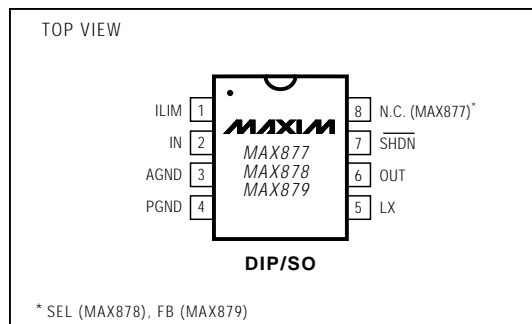 TOP VIEW
ILIM 1
IN 2
AGND 3
PGND 4
MAXIM
MAX877
MAX878
MAX879
8 N.C. (MAX877)*
7 SHDN
6 OUT
5 LX
DIP/SO
* SEL (MAX878), FB (MAX879)